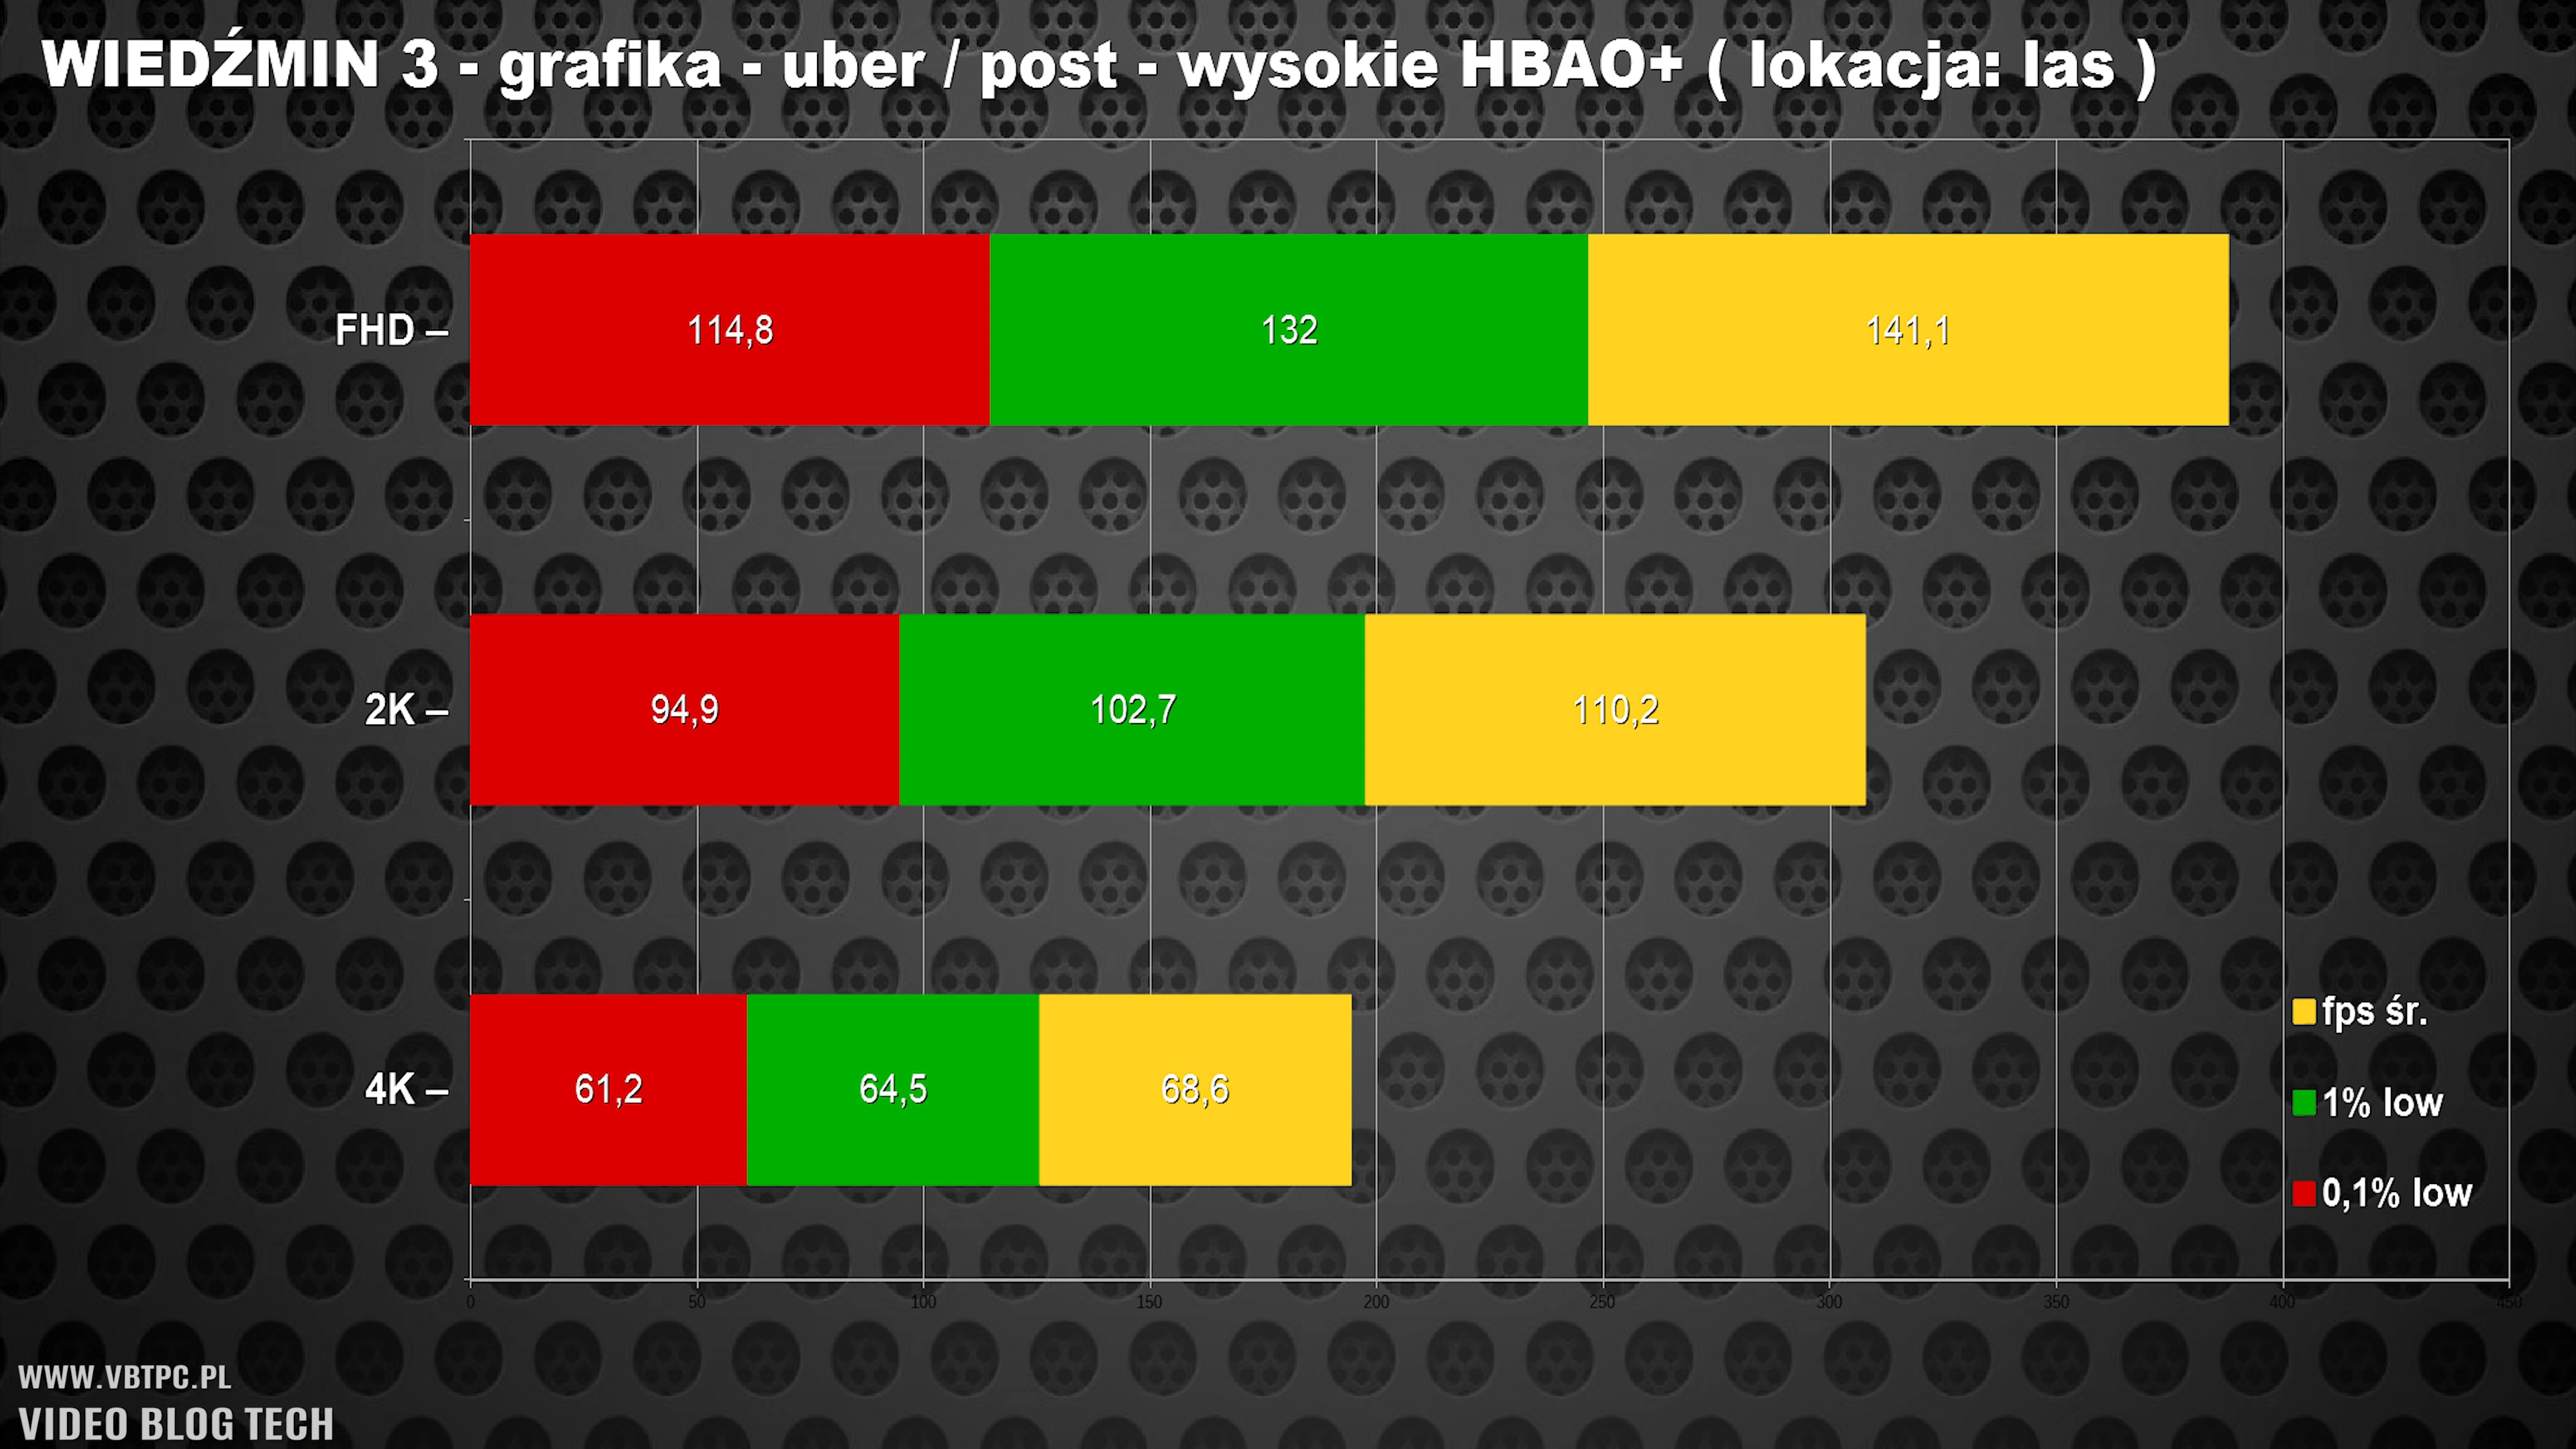 WIEDŹMIN 3 - grafika - uber / post - wysokie HBAO+ ( lokacja: las )
FHD –
114,8
132
141,1
2K –
94,9
102,7
110,2
4K –
61,2
64,5
68,6
fps śr.
1% low
0,1% low
0 50 100 150 200 250 300 350 400 450
WWW.VBTPC.PL
VIDEO BLOG TECH